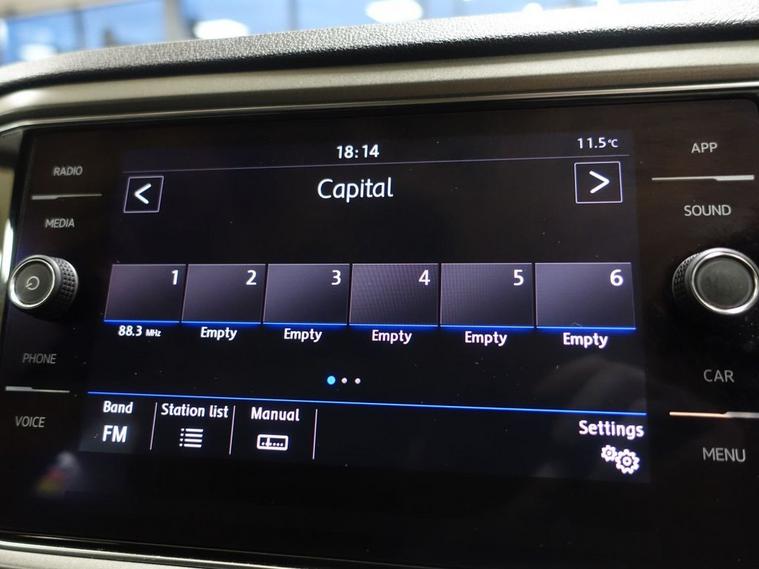 18:14
11.5°C
RADIO
MEDIA
PHONE
VOICE
<
Capital
>
1 2 3 4 5 6
88.3 MHz Empty Empty Empty Empty Empty
Band Station list Manual
FM
Settings
APP
SOUND
CAR
MENU